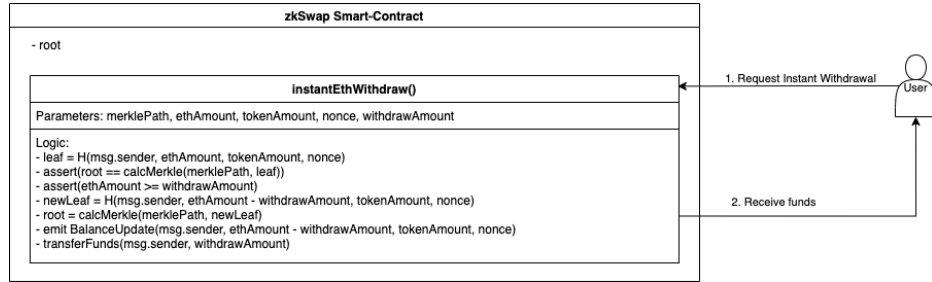 zkSwap Smart-Contract
- root
instantEthWithdraw()
Parameters: merklePath, ethAmount, tokenAmount, nonce, withdrawAmount
Logic:
- leaf = H(msg.sender, ethAmount, tokenAmount, nonce)
- assert(root == calcMerkle(merklePath, leaf))
- assert(ethAmount >= withdrawAmount)
- newLeaf = H(msg.sender, ethAmount - withdrawAmount, tokenAmount, nonce)
- root = calcMerkle(merklePath, newLeaf)
- emit BalanceUpdate(msg.sender, ethAmount - withdrawAmount, tokenAmount, nonce)
- transferFunds(msg.sender, withdrawAmount)
1. Request Instant Withdrawal
User
2. Receive funds